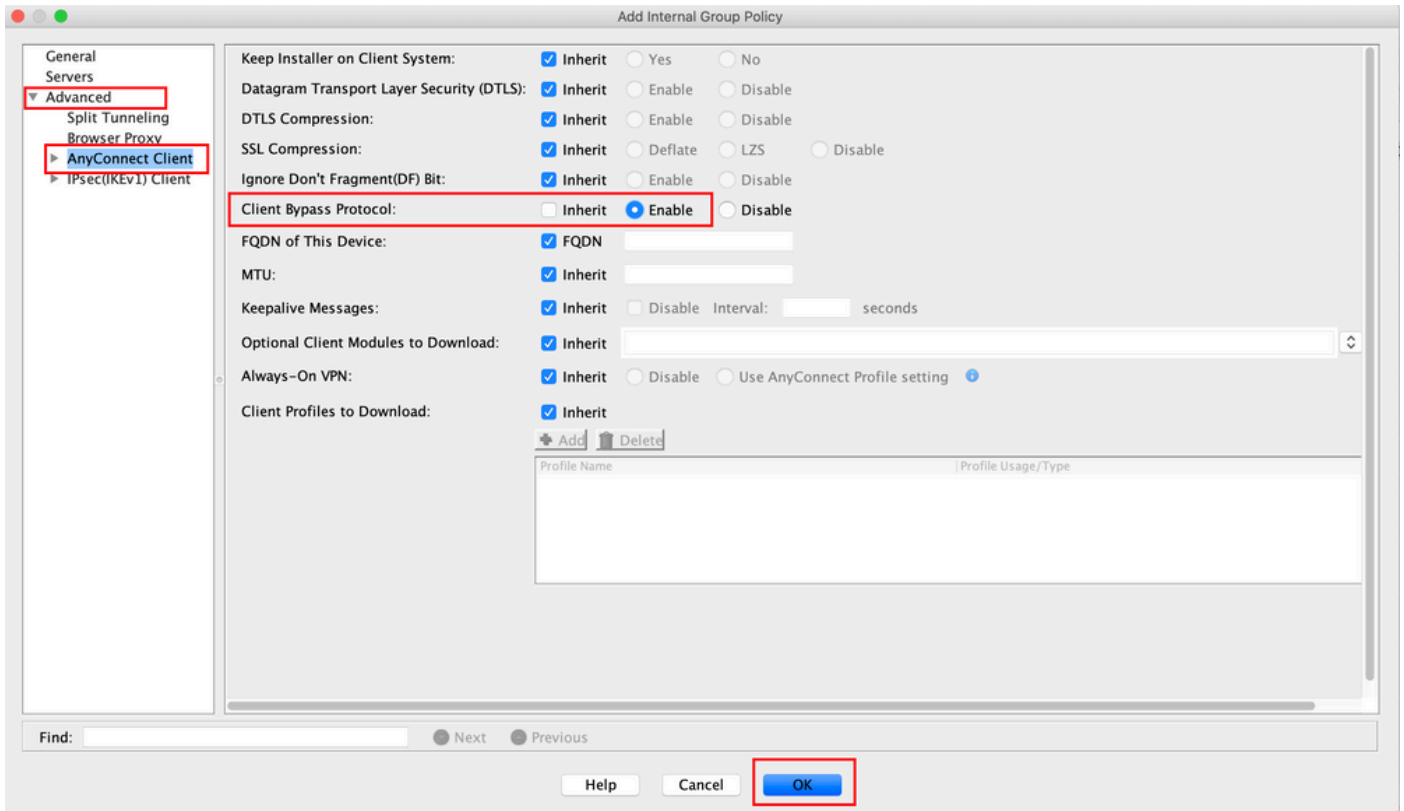 Add Internal Group Policy
General
Servers
Advanced
Split Tunneling
Browser Proxy
AnyConnect Client
IPsec(IKEv1) Client
Keep Installer on Client System: Inherit Yes No
Datagram Transport Layer Security (DTLS): Inherit Enable Disable
DTLS Compression: Inherit Enable Disable
SSL Compression: Inherit Deflate LZS Disable
Ignore Don't Fragment(DF) Bit: Inherit Enable Disable
Client Bypass Protocol: Inherit Enable Disable
FQDN of This Device: FQDN
MTU: Inherit
Keepalive Messages: Inherit Disable Interval: seconds
Optional Client Modules to Download: Inherit
Always-On VPN: Inherit Disable Use AnyConnect Profile setting
Client Profiles to Download: Inherit
Add Delete
Profile Name Profile Usage/Type
Find: Next Previous
Help Cancel OK